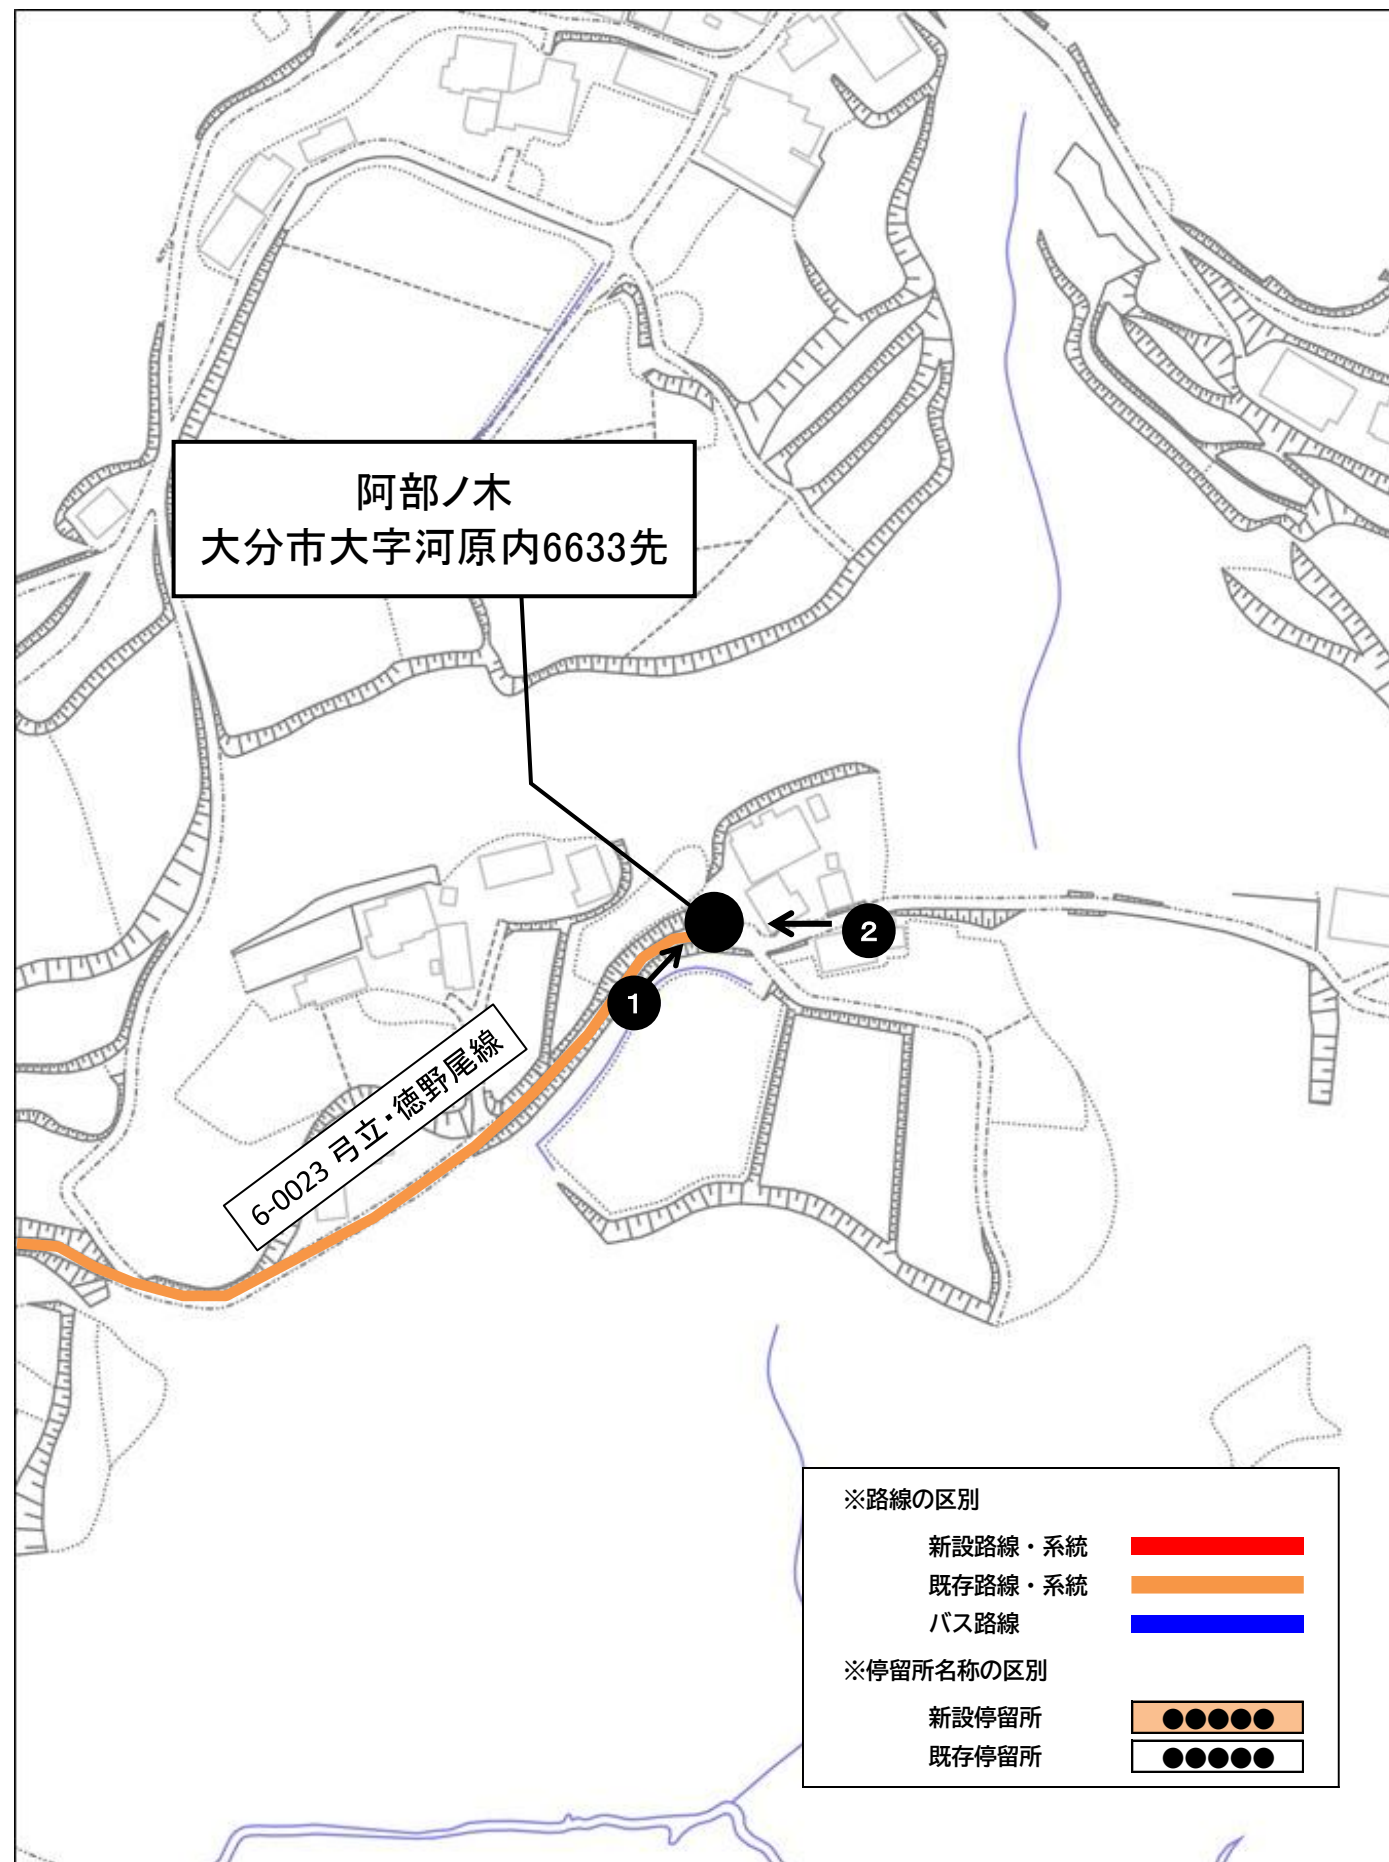 阿部ノ木
大分市大字河原内6633先
2
1
6-0023 弓立・徳野尾線
※路線の区別
新設路線・系統
既存路線・系統
バス路線
※停留所名称の区別
新設停留所 ●●●●●
既存停留所 ●●●●●